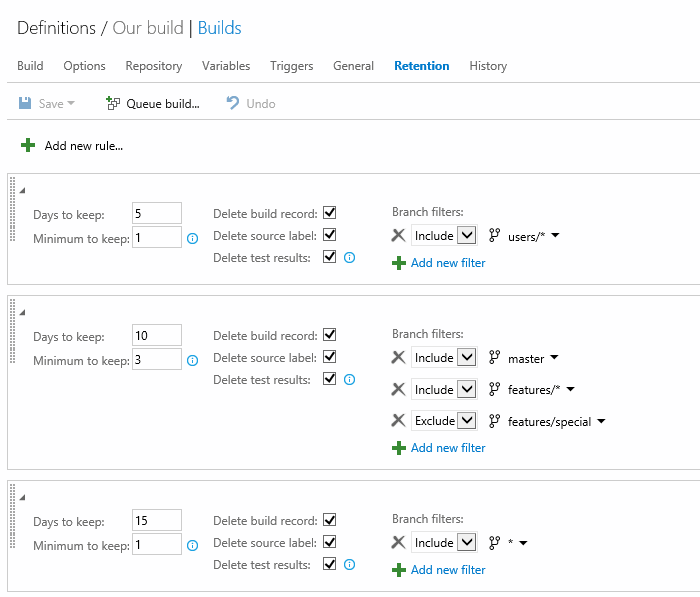 Definitions / Our build | Builds
Build Options Repository Variables Triggers General Retention History
Save Queue build... Undo
Add new rule...
Days to keep: 5 Delete build record: Branch filters:
Minimum to keep: 1 Delete source label: Include users/*
Delete test results: Add new filter
Days to keep: 10 Delete build record: Branch filters:
Minimum to keep: 3 Delete source label: Include master
Delete test results: Include features/*
Exclude features/special
Add new filter
Days to keep: 15 Delete build record: Branch filters:
Minimum to keep: 1 Delete source label: Include *
Delete test results: Add new filter